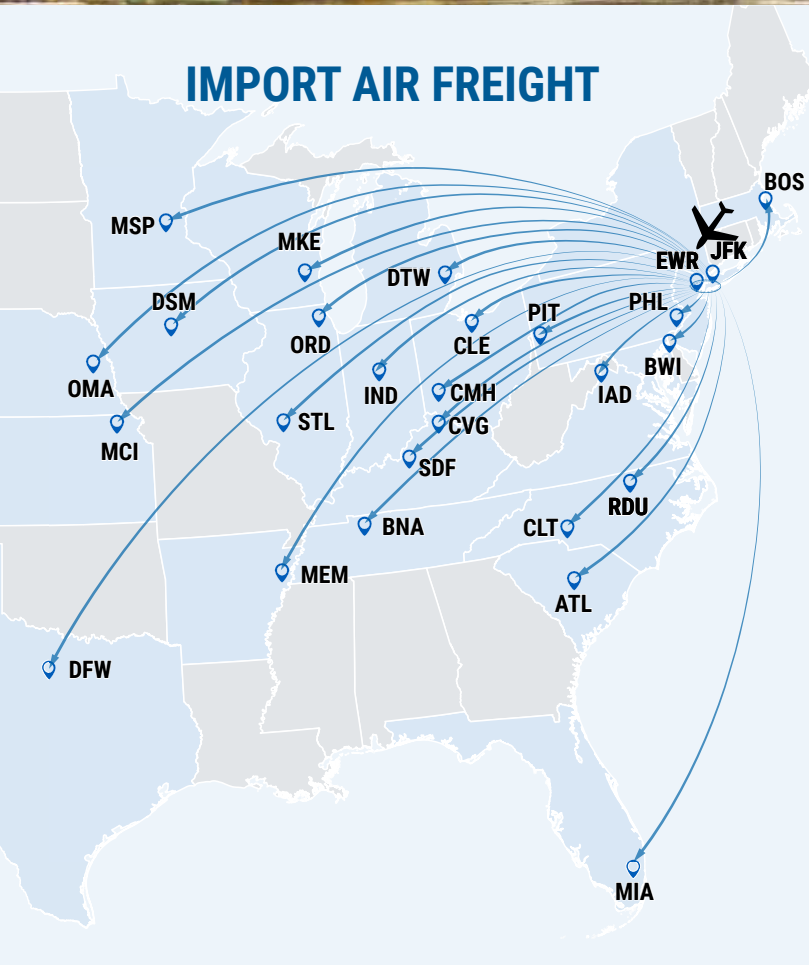 IMPORT AIR FREIGHT
BOS
MSP
MKE
JFK
EWR
DTW
DSM
PHL
PIT
ORD
CLE
BWI
OMA
IND
CMH
IAD
STL
CVG
MCI
SDF
RDU
BNA
CLT
MEM
ATL
DFW
MIA